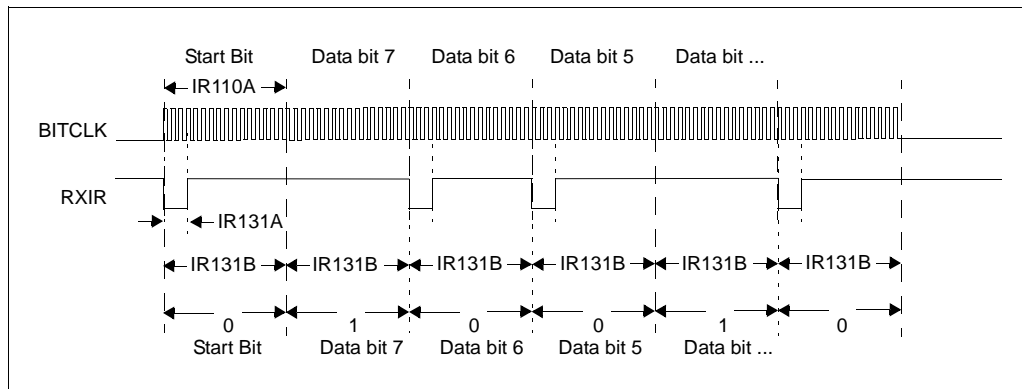 Start Bit Data bit 7 Data bit 6 Data bit 5 Data bit ...
IR110A
BITCLK
RXIR
IR131A
IR131B IR131B IR131B IR131B IR131B IR131B
0 1 0 0 1 0
Start Bit Data bit 7 Data bit 6 Data bit 5 Data bit ...